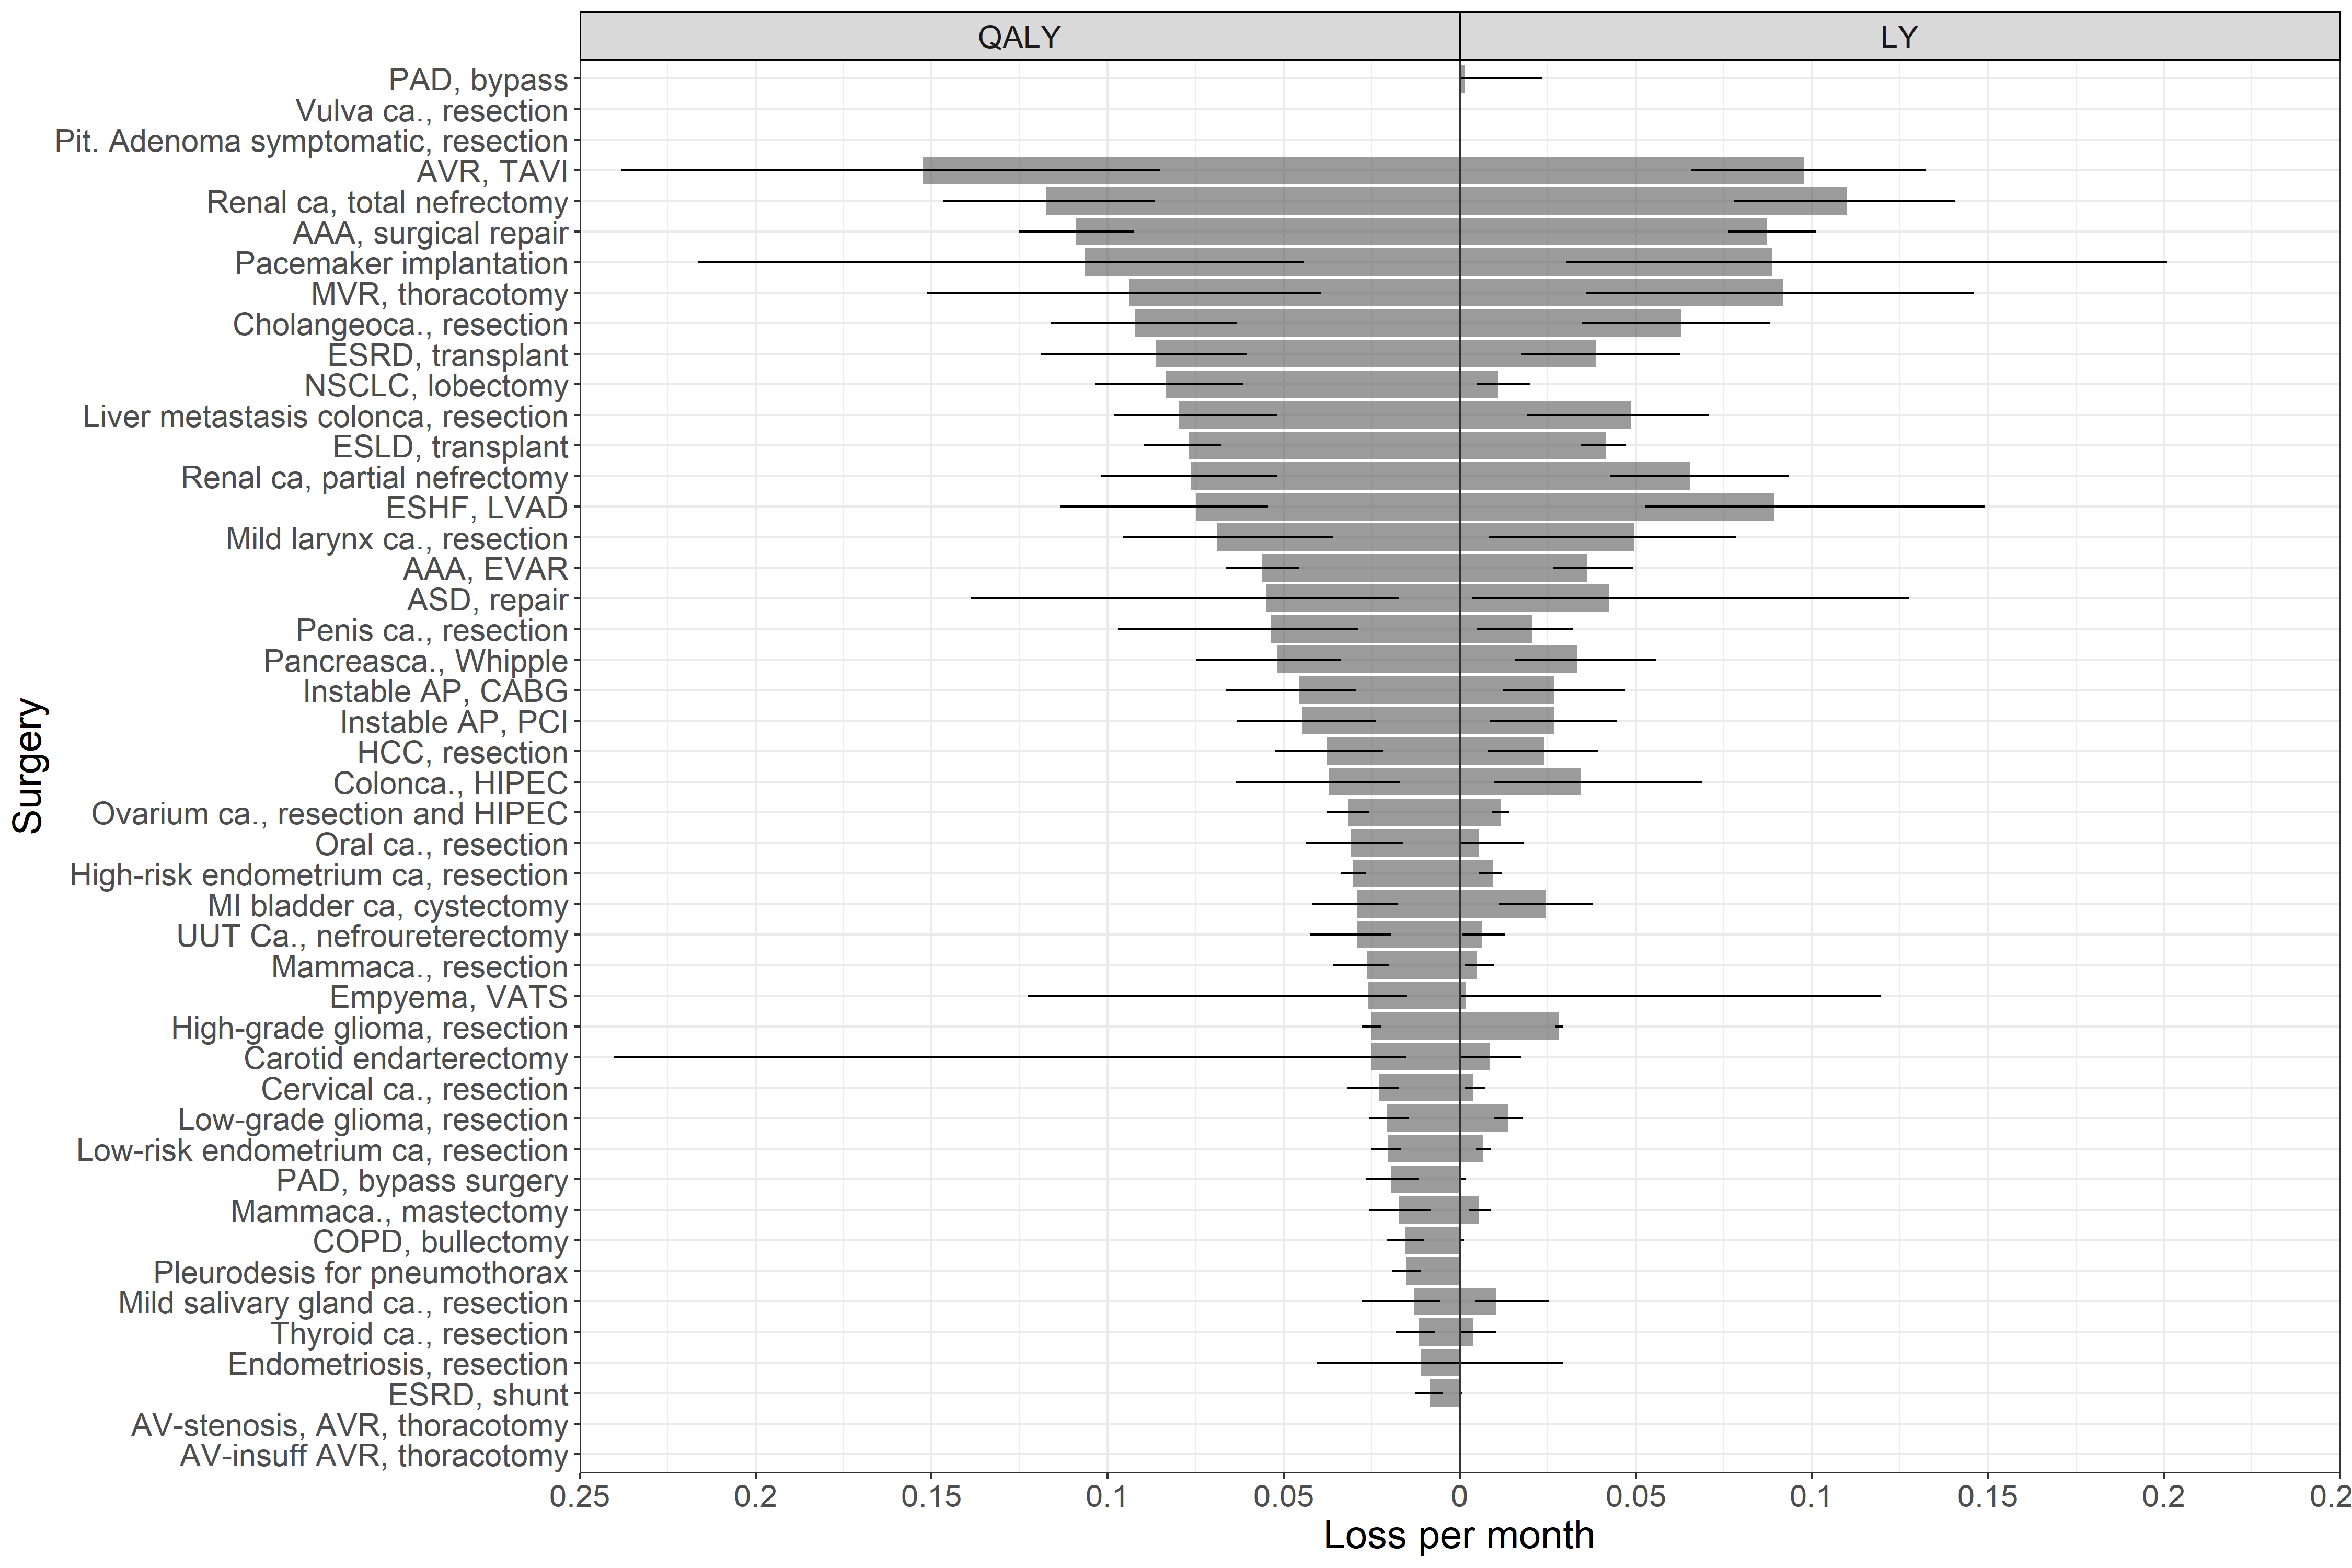 QALY
LY
PAD, bypass
Vulva ca., resection
Pit. Adenoma symptomatic, resection
AVR, TAVI
Renal ca, total nefrectomy
AAA, surgical repair
Pacemaker implantation
MVR, thoracotomy
Cholangeoca., resection
ESRD, transplant
NSCLC, lobectomy
Liver metastasis colonca, resection
ESLD, transplant
Renal ca, partial nefrectomy
ESHF, LVAD
Mild larynx ca., resection
AAA, EVAR
ASD, repair
Penis ca., resection
Pancreasca., Whipple
Instable AP, CABG
Instable AP, PCI
HCC, resection
Colonca., HIPEC
Ovarium ca., resection and HIPEC
Oral ca., resection
High-risk endometrium ca, resection
MI bladder ca, cystectomy
UUT Ca., nefroureterectomy
Mammaca., resection
Empyema, VATS
High-grade glioma, resection
Carotid endarterectomy
Cervical ca., resection
Low-grade glioma, resection
Low-risk endometrium ca, resection
PAD, bypass surgery
Mammaca., mastectomy
COPD, bullectomy
Pleurodesis for pneumothorax
Mild salivary gland ca., resection
Thyroid ca., resection
Endometriosis, resection
ESRD, shunt
AV-stenosis, AVR, thoracotomy
AV-insuff AVR, thoracotomy
Surgery
0.25 0.2 0.15 0.1 0.05 0 0.05 0.1 0.15 0.2 0.2
Loss per month